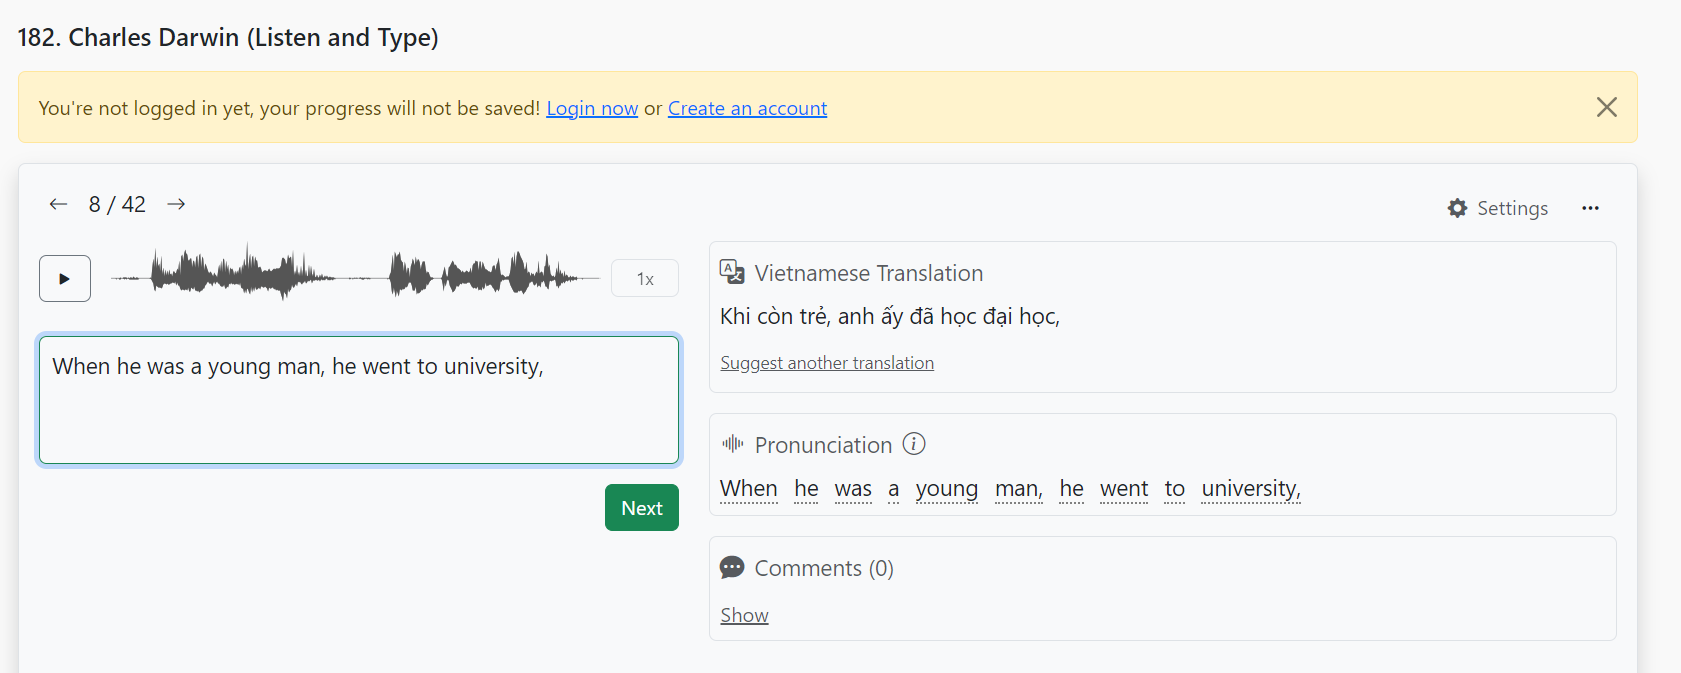 182. Charles Darwin (Listen and Type)
You're not logged in yet, your progress will not be saved! Login now or Create an account
8 / 42
Settings
1x
When he was a young man, he went to university,
Next
Vietnamese Translation
Khi còn trẻ, anh ấy đã học đại học,
Suggest another translation
Pronunciation
When he was a young man, he went to university,
Comments (0)
Show